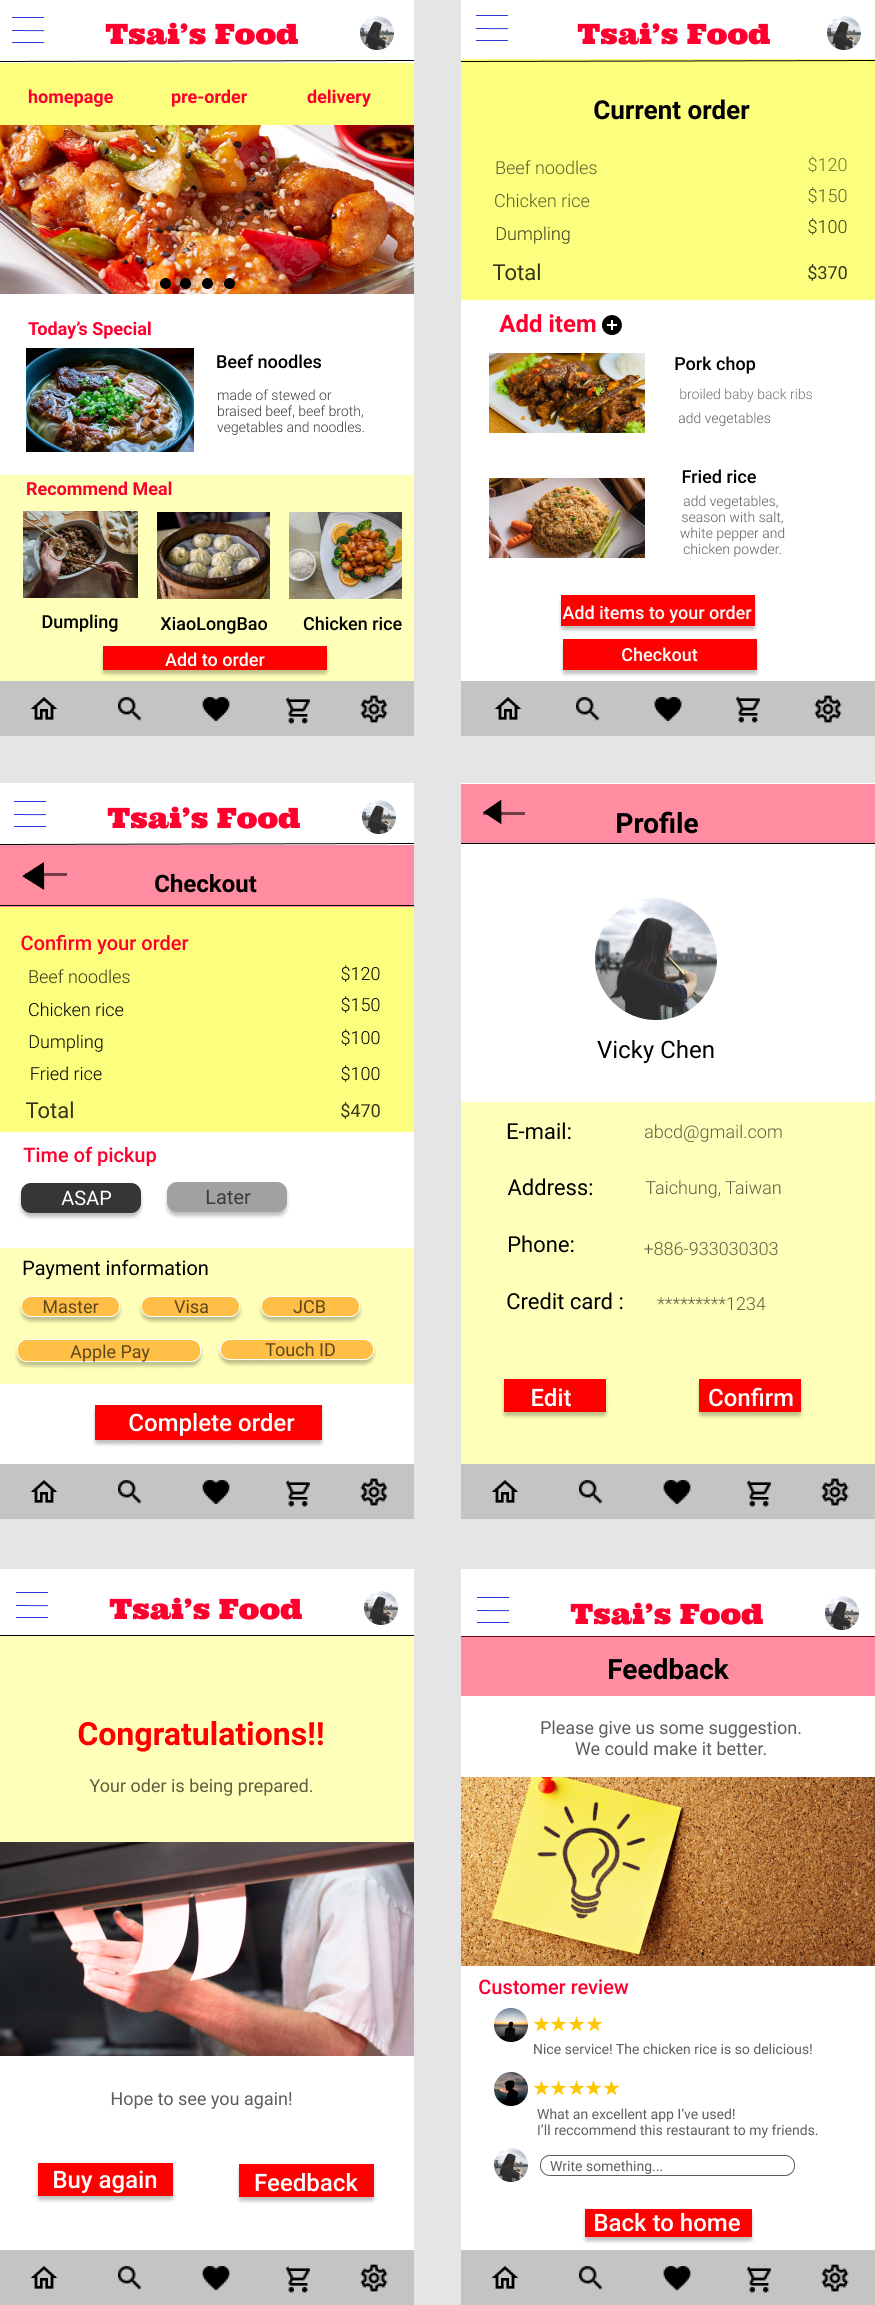 Tsai's Food
homepage pre-order delivery
Today's Special
Beef noodles
made of stewed or
braised beef, beef broth,
vegetables and noodles.
Recommend Meal
Dumpling XiaoLongBao Chicken rice
Add to order
Tsai's Food
Current order
Beef noodles $120
Chicken rice $150
Dumpling $100
Total $370
Add item
Pork chop
broiled baby back ribs
add vegetables
Fried rice
add vegetables,
season with salt,
white pepper and
chicken powder.
Add items to your order
Checkout
Tsai's Food
Checkout
Confirm your order
Beef noodles $120
Chicken rice $150
Dumpling $100
Fried rice $100
Total $470
Time of pickup
ASAP Later
Payment information
Master Visa JCB
Apple Pay Touch ID
Complete order
Profile
Vicky Chen
E-mail: abcd@gmail.com
Address: Taichung, Taiwan
Phone: +886-933030303
Credit card : *********1234
Edit Confirm
Tsai's Food
Congratulations!!
Your oder is being prepared.
Hope to see you again!
Buy again Feedback
Tsai's Food
Feedback
Please give us some suggestion.
We could make it better.
Customer review
Nice service! The chicken rice is so delicious!
What an excellent app I've used!
I'll reccommend this restaurant to my friends.
Write something...
Back to home